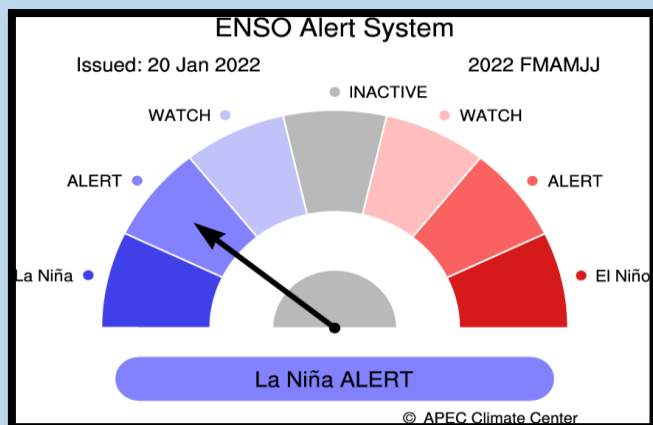 ENSO Alert System
Issued: 20 Jan 2022
2022 FMAMJJ
INACTIVE
WATCH
WATCH
ALERT
ALERT
La Niña
El Niño
La Niña ALERT
© APEC Climate Center